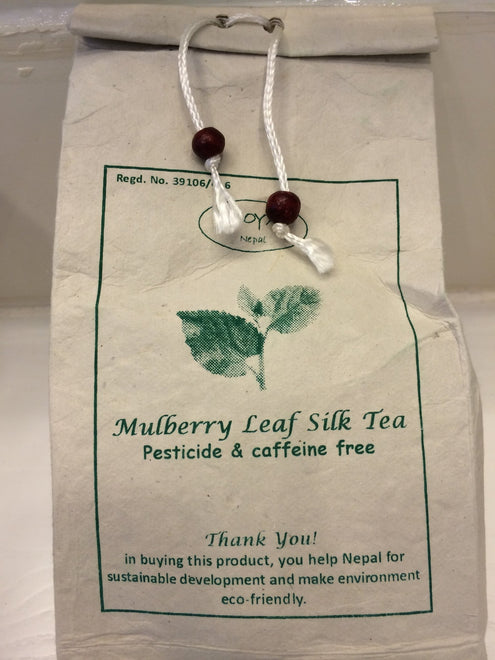 Regd. No. 39106/
Nepal
Mulberry Leaf Silk Tea
Pesticide & caffeine free
Thank You!
in buying this product, you help Nepal for
sustainable development and make environment
eco-friendly.